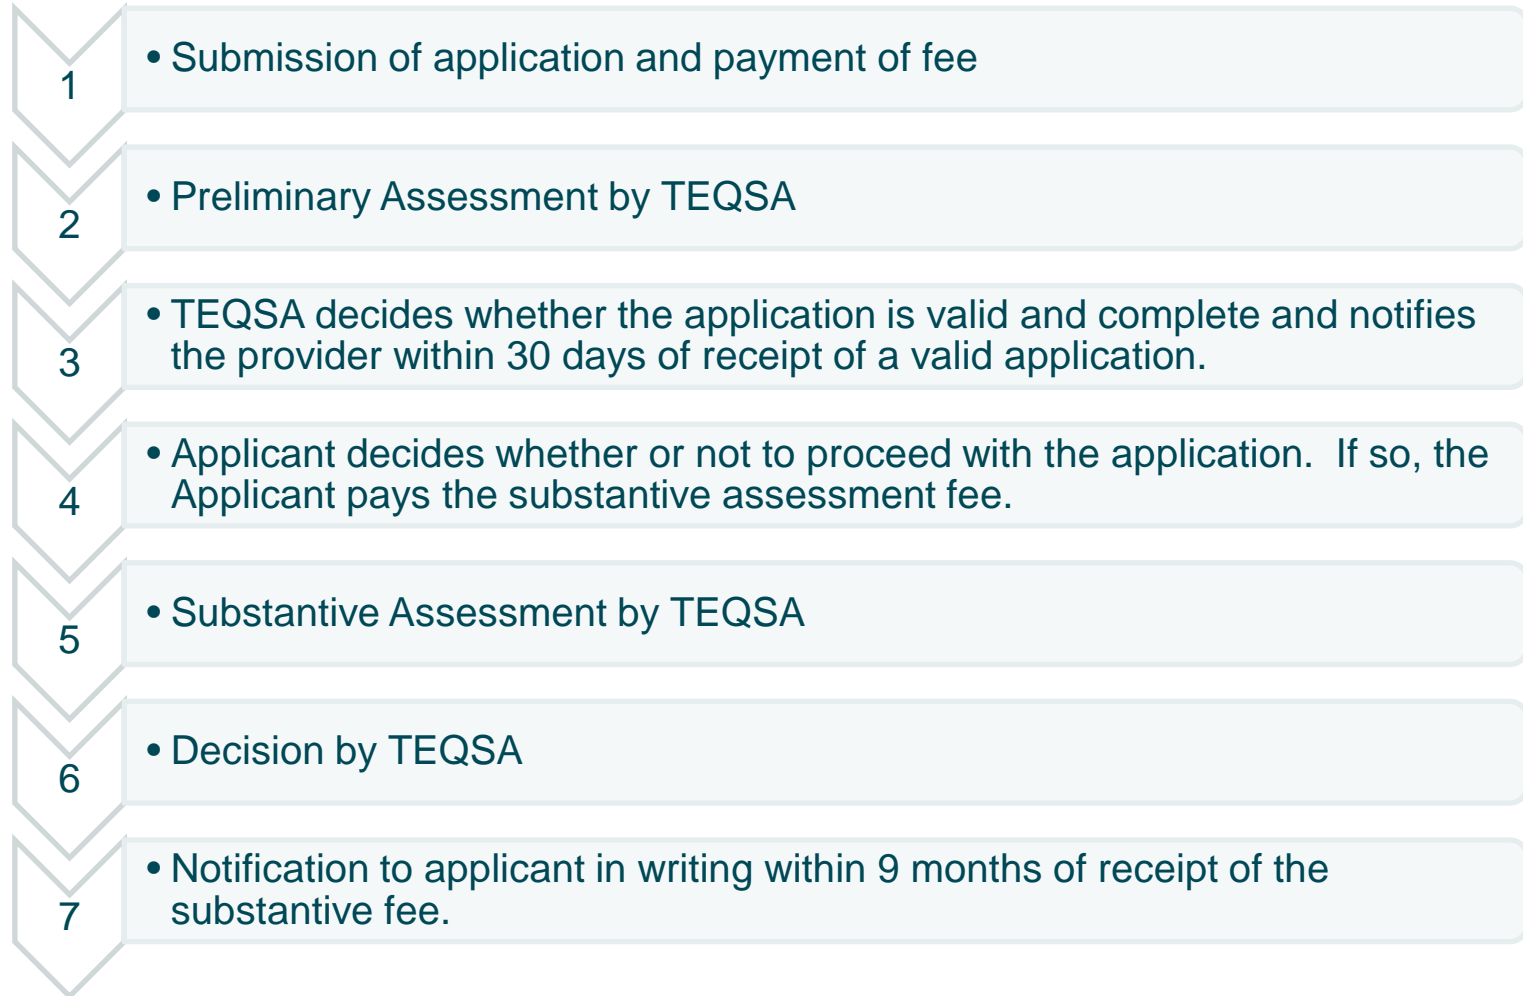 1
• Submission of application and payment of fee
2
• Preliminary Assessment by TEQSA
3
• TEQSA decides whether the application is valid and complete and notifies
the provider within 30 days of receipt of a valid application.
4
• Applicant decides whether or not to proceed with the application.  If so, the
Applicant pays the substantive assessment fee.
5
• Substantive Assessment by TEQSA
6
• Decision by TEQSA
7
• Notification to applicant in writing within 9 months of receipt of the
substantive fee.